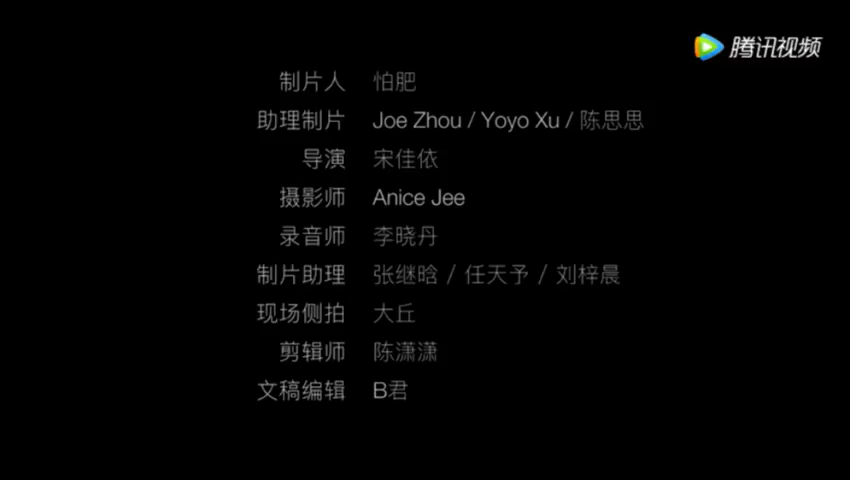 腾讯视频
制片人 怕肥
助理制片 Joe Zhou / Yoyo Xu / 陈思思
导演 宋佳依
摄影师 Anice Jee
录音师 李晓丹
制片助理 张继晗 / 任天予 / 刘梓晨
现场侧拍 大丘
剪辑师 陈潇潇
文稿编辑 B君